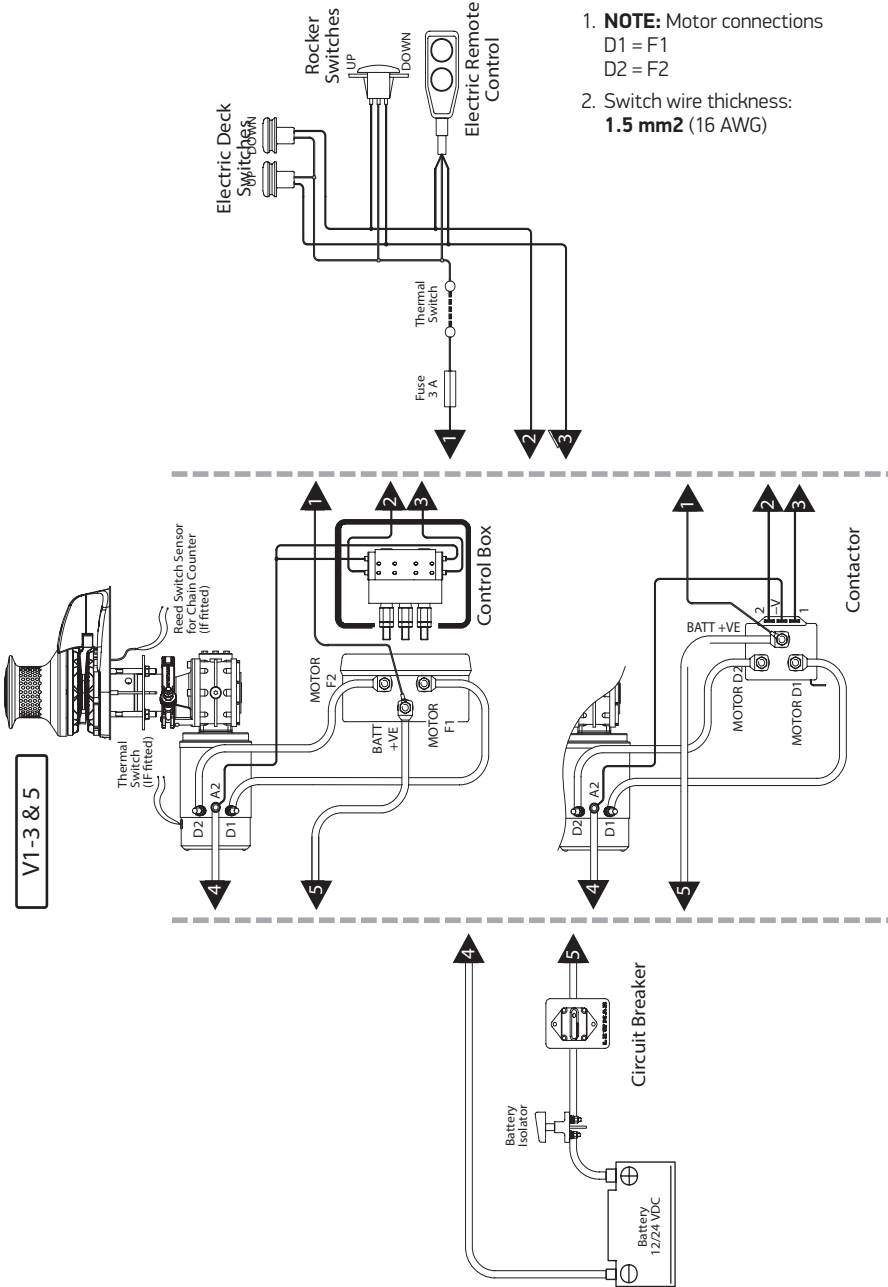 V1-3 & 5
1. NOTE: Motor connections
D1 = F1
D2 = F2
2. Switch wire thickness:
1.5 mm2 (16 AWG)
Electric Deck
Switches
UP
DOWN
Rocker
Switches
UP
DOWN
Electric Remote
Control
Thermal
Switch
Fuse
3 A
1
2
3
Reed Switch Sensor
for Chain Counter
(If fitted)
Thermal
Switch
(IF fitted)
D2
A2
D1
MOTOR
F2
BATT
+VE
MOTOR
F1
Control Box
1
2
3
4
5
D2
A2
D1
BATT +VE
MOTOR D2
MOTOR D1
2
–V
1
Contactor
1
2
3
4
5
4
5
Circuit Breaker
LEWMAR
Battery
Isolator
Battery
12/24 VDC